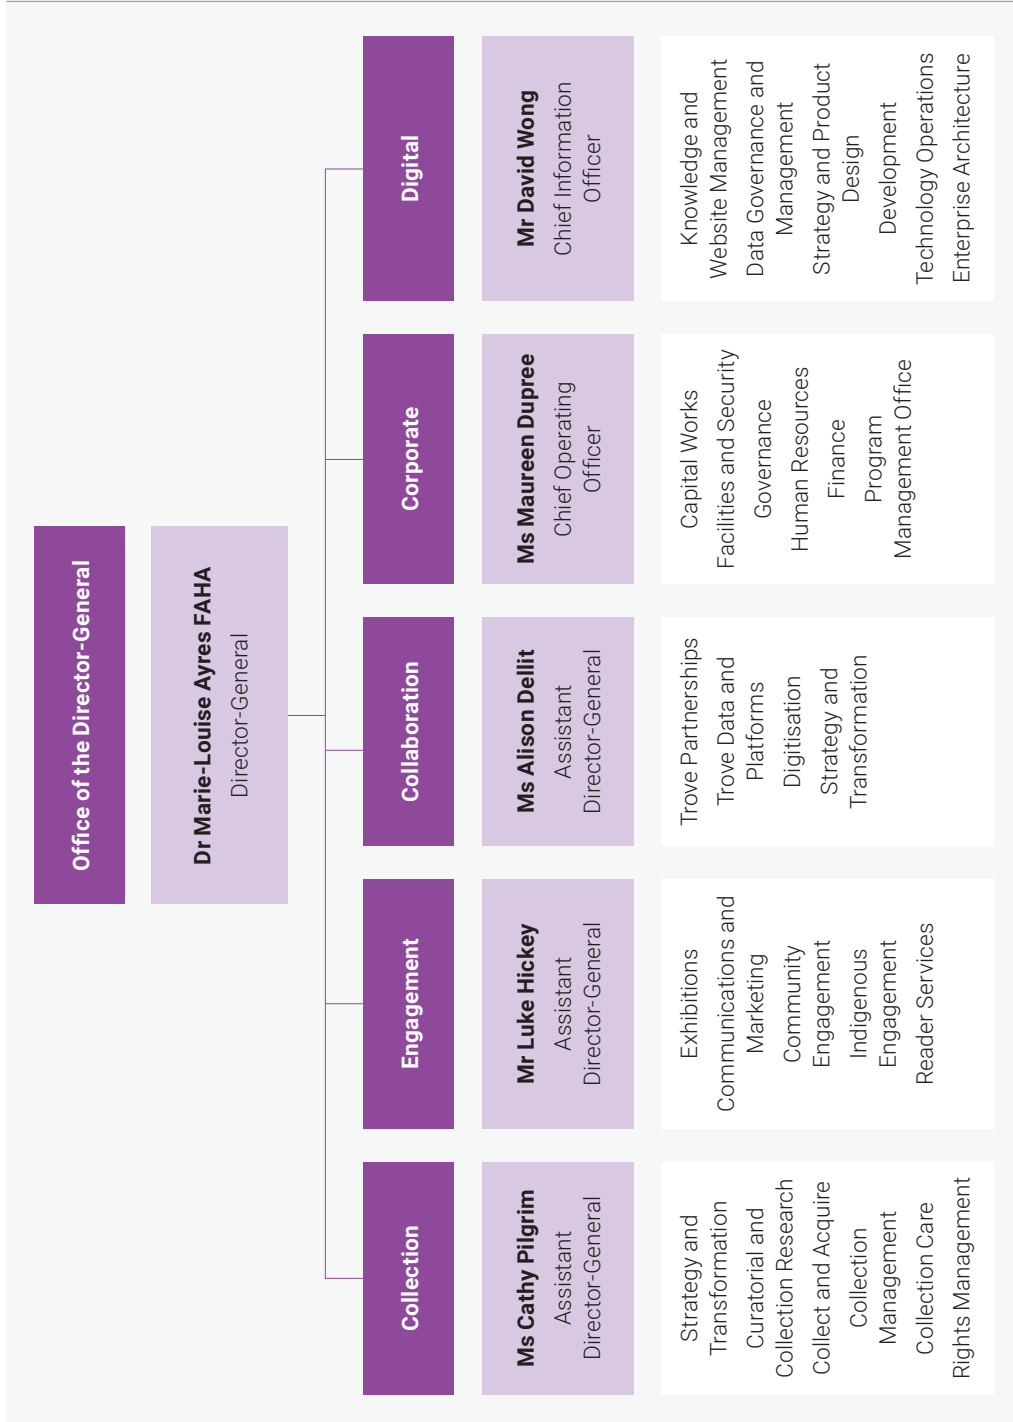 Office of the Director-General
Dr Marie-Louise Ayres FAHA
Director-General
Collection
Ms Cathy Pilgrim
Assistant
Director-General
Strategy and
Transformation
Curatorial and
Collection Research
Collect and Acquire
Collection
Management
Collection Care
Rights Management
Engagement
Mr Luke Hickey
Assistant
Director-General
Exhibitions
Communications and
Marketing
Community
Engagement
Indigenous
Engagement
Reader Services
Collaboration
Ms Alison Dellit
Assistant
Director-General
Trove Partnerships
Trove Data and
Platforms
Digitisation
Strategy and
Transformation
Corporate
Ms Maureen Dupree
Chief Operating
Officer
Capital Works
Facilities and Security
Governance
Human Resources
Finance
Program
Management Office
Digital
Mr David Wong
Chief Information
Officer
Knowledge and
Website Management
Data Governance and
Management
Strategy and Product
Design
Development
Technology Operations
Enterprise Architecture